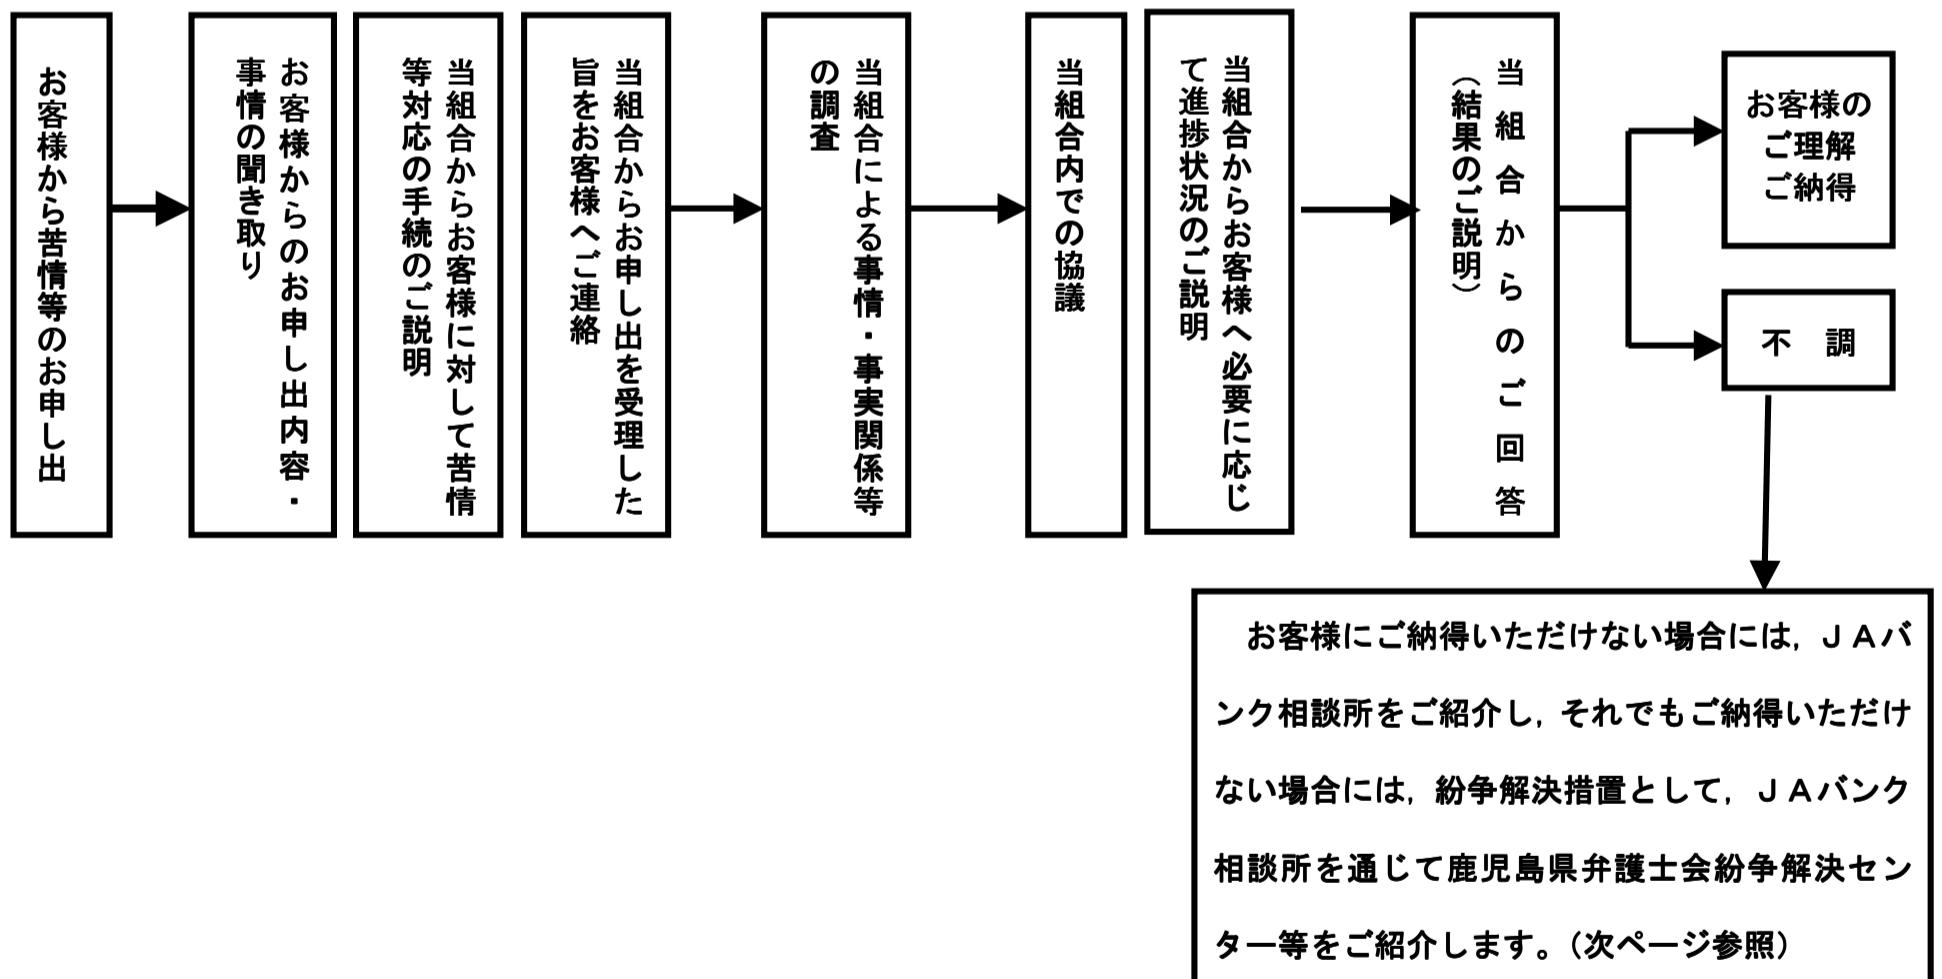 お客様から苦情等のお申し出
お客様からのお申し出内容・
事情の聞き取り
当組合からお客様に対して苦情
等対応の手続のご説明
当組合からお申し出を受理した
旨をお客様へご連絡
当組合による事情・事実関係等
の調査
当組合内での協議
当組合からお客様へ必要に応じ
て進捗状況のご説明
当組合からのご回答
（結果のご説明）
お客様の
ご理解
ご納得
不　調
お客様にご納得いただけない場合には，ＪＡバ
ンク相談所をご紹介し，それでもご納得いただけ
ない場合には，紛争解決措置として，ＪＡバンク
相談所を通じて鹿児島県弁護士会紛争解決セン
ター等をご紹介します。（次ページ参照）